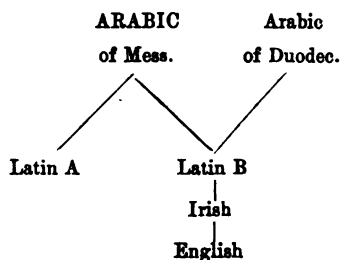 ARABIC Arabic
of Mess. of Duodec.
Latin A Latin B
Irish
English